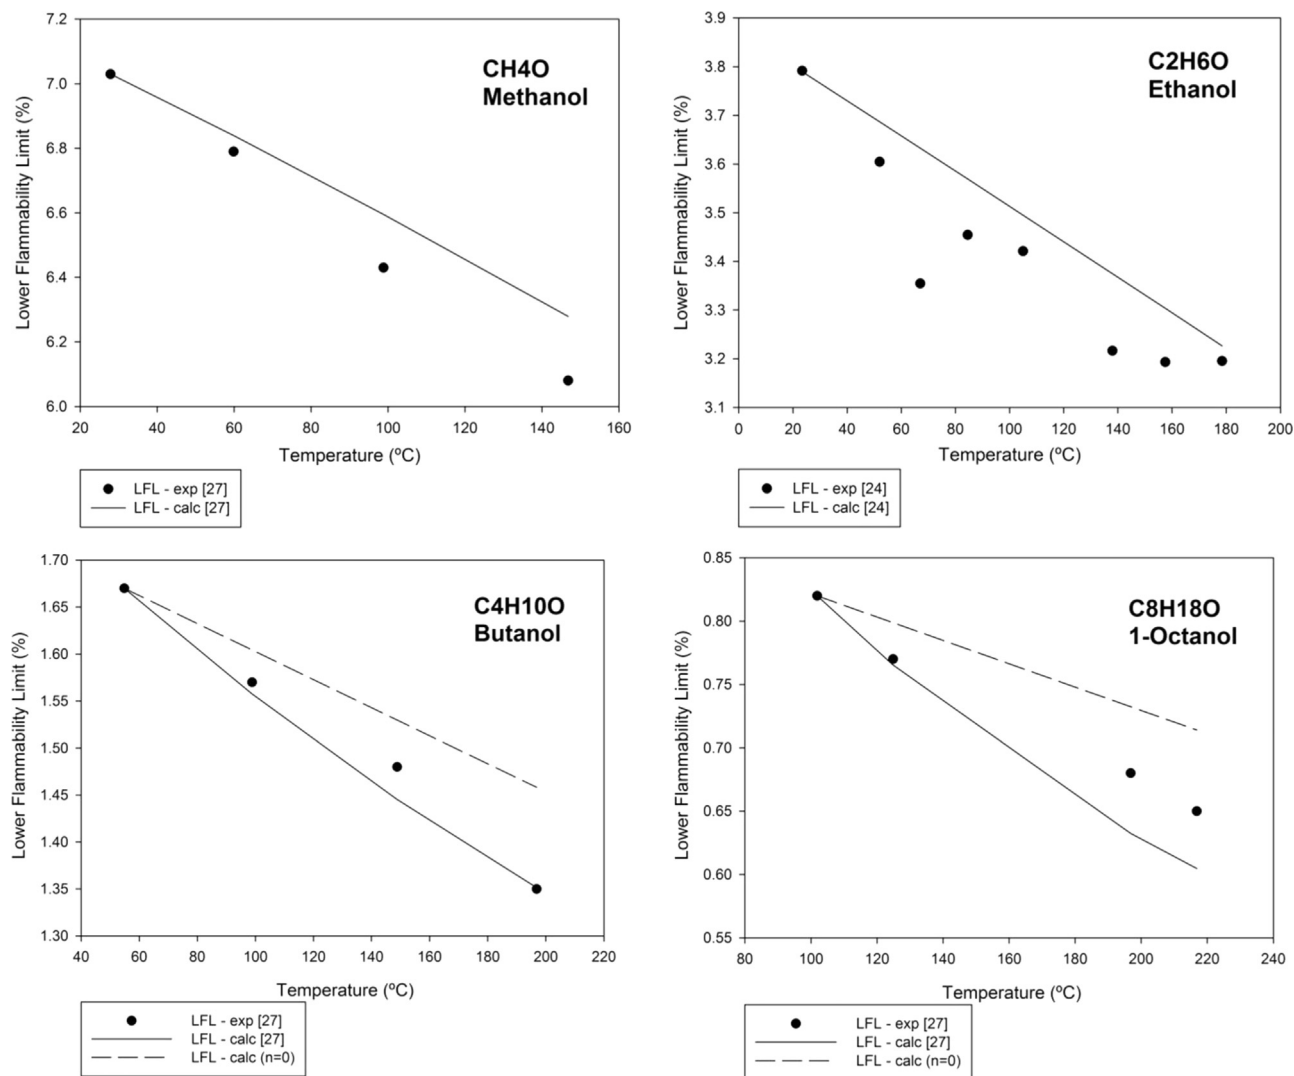 7.2
7.0
6.8
6.6
6.4
6.2
6.0
Lower Flammability Limit (%)
CH4O
Methanol
20 40 60 80 100 120 140 160
Temperature (ºC)
LFL - exp [27]
LFL - calc [27]
3.9
3.8
3.7
3.6
3.5
3.4
3.3
3.2
3.1
Lower Flammability Limit (%)
C2H6O
Ethanol
0 20 40 60 80 100 120 140 160 180 200
Temperature (ºC)
LFL - exp [24]
LFL - calc [24]
1.70
1.65
1.60
1.55
1.50
1.45
1.40
1.35
1.30
Lower Flammability Limit (%)
C4H10O
Butanol
40 60 80 100 120 140 160 180 200 220
Temperature (ºC)
LFL - exp [27]
LFL - calc [27]
LFL - calc (n=0)
0.85
0.80
0.75
0.70
0.65
0.60
0.55
Lower Flammability Limit (%)
C8H18O
1-Octanol
80 100 120 140 160 180 200 220 240
Temperature (ºC)
LFL - exp [27]
LFL - calc [27]
LFL - calc (n=0)